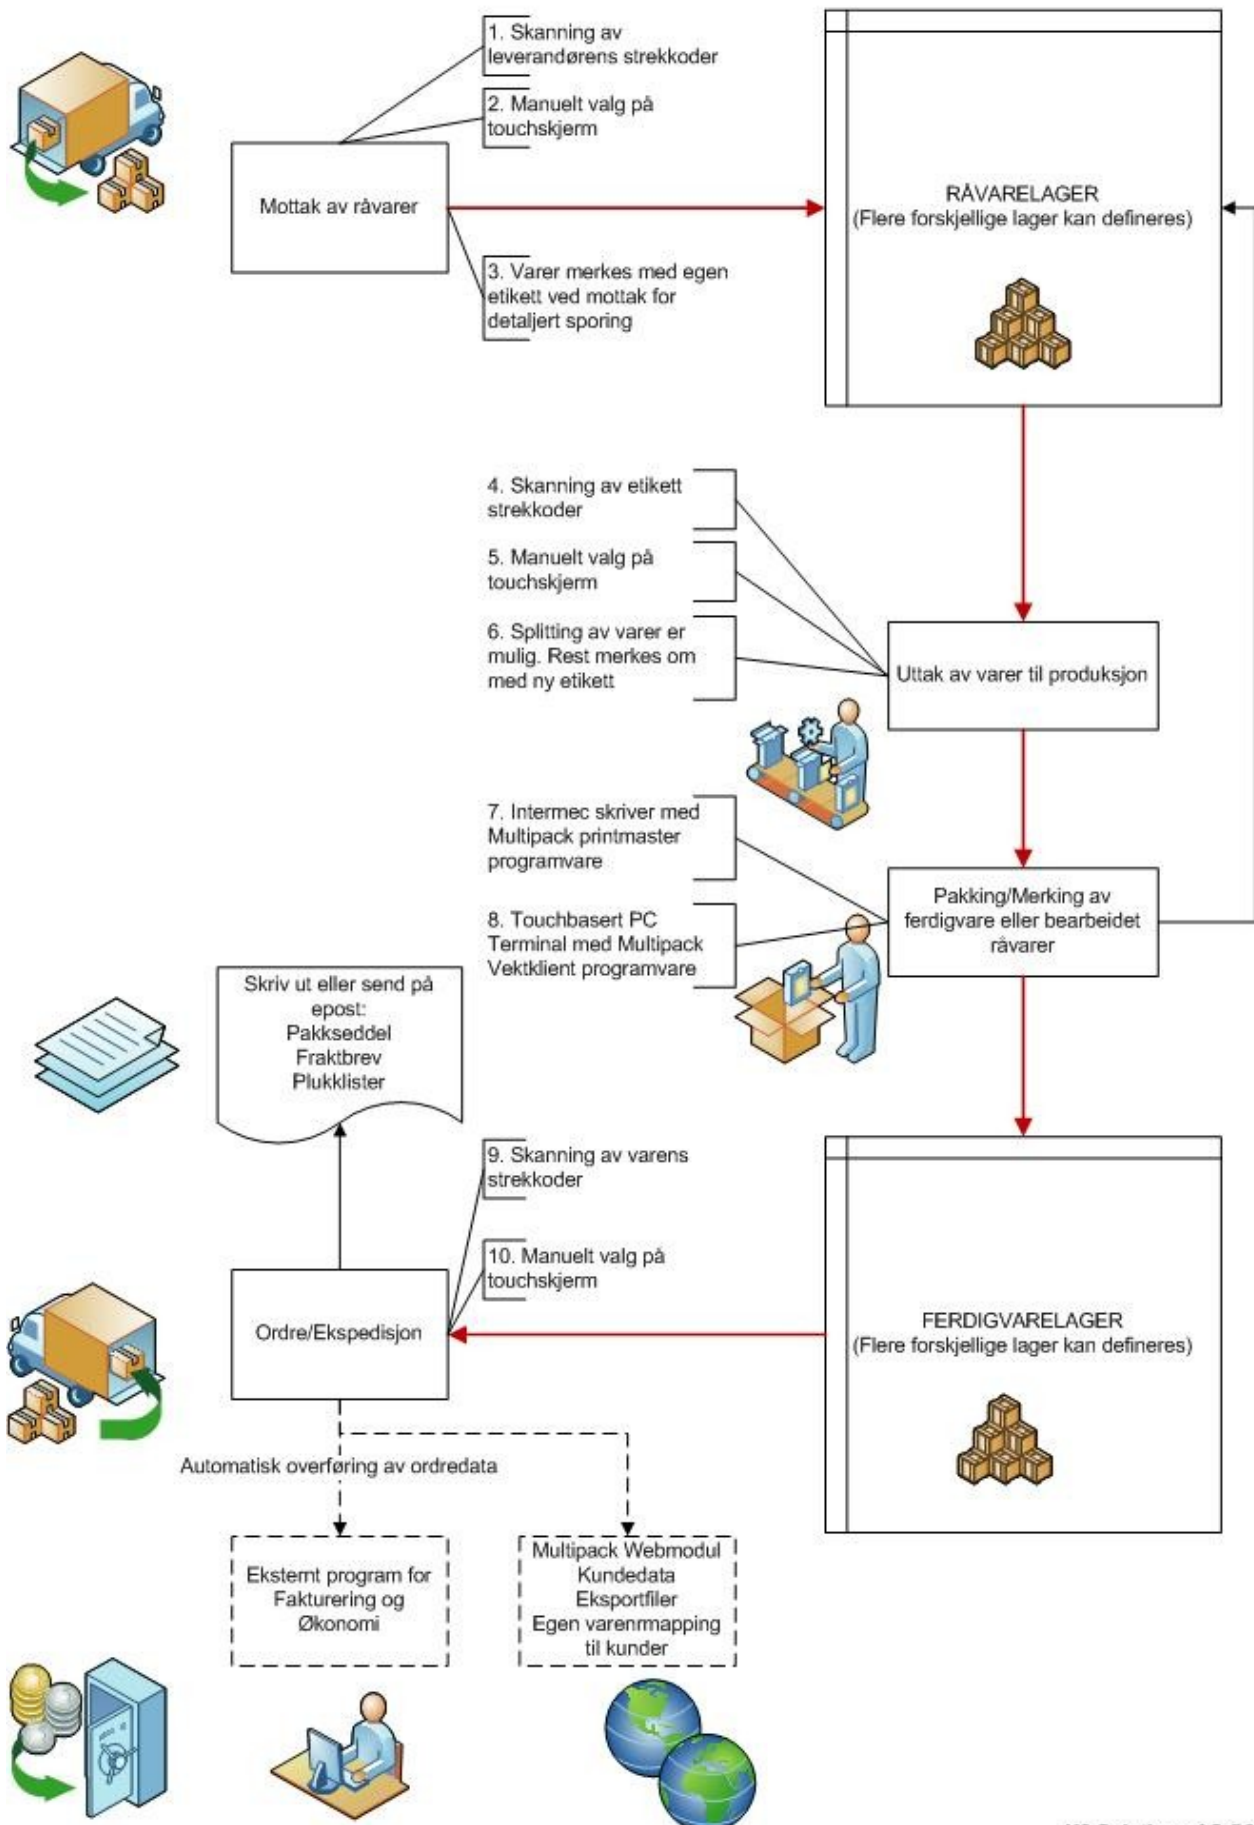 1. Skanning av
leverandørens strekkoder
2. Manuelt valg på
touchskjerm
Mottak av råvarer
3. Varer merkes med egen
etikett ved mottak for
detaljert sporing
RÅVARELAGER
(Flere forskjellige lager kan defineres)
4. Skanning av etikett
strekkoder
5. Manuelt valg på
touchskjerm
6. Splitting av varer er
mulig. Rest merkes om
med ny etikett
Uttak av varer til produksjon
7. Intermec skriver med
Multipack printmaster
programvare
8. Touchbasert PC
Terminal med Multipack
Vektklient programvare
Pakking/Merking av
ferdigvare eller bearbeidet
råvarer
Skriv ut eller send på
epost:
Pakkseddel
Fraktbrev
Plukklister
9. Skanning av varens
strekkoder
10. Manuelt valg på
touchskjerm
Ordre/Ekspedisjon
FERDIGVARELAGER
(Flere forskjellige lager kan defineres)
Automatisk overføring av ordredata
Eksternt program for
Fakturering og
Økonomi
Multipack Webmodul
Kundedata
Eksportfiler
Egen varenrmapping
til kunder